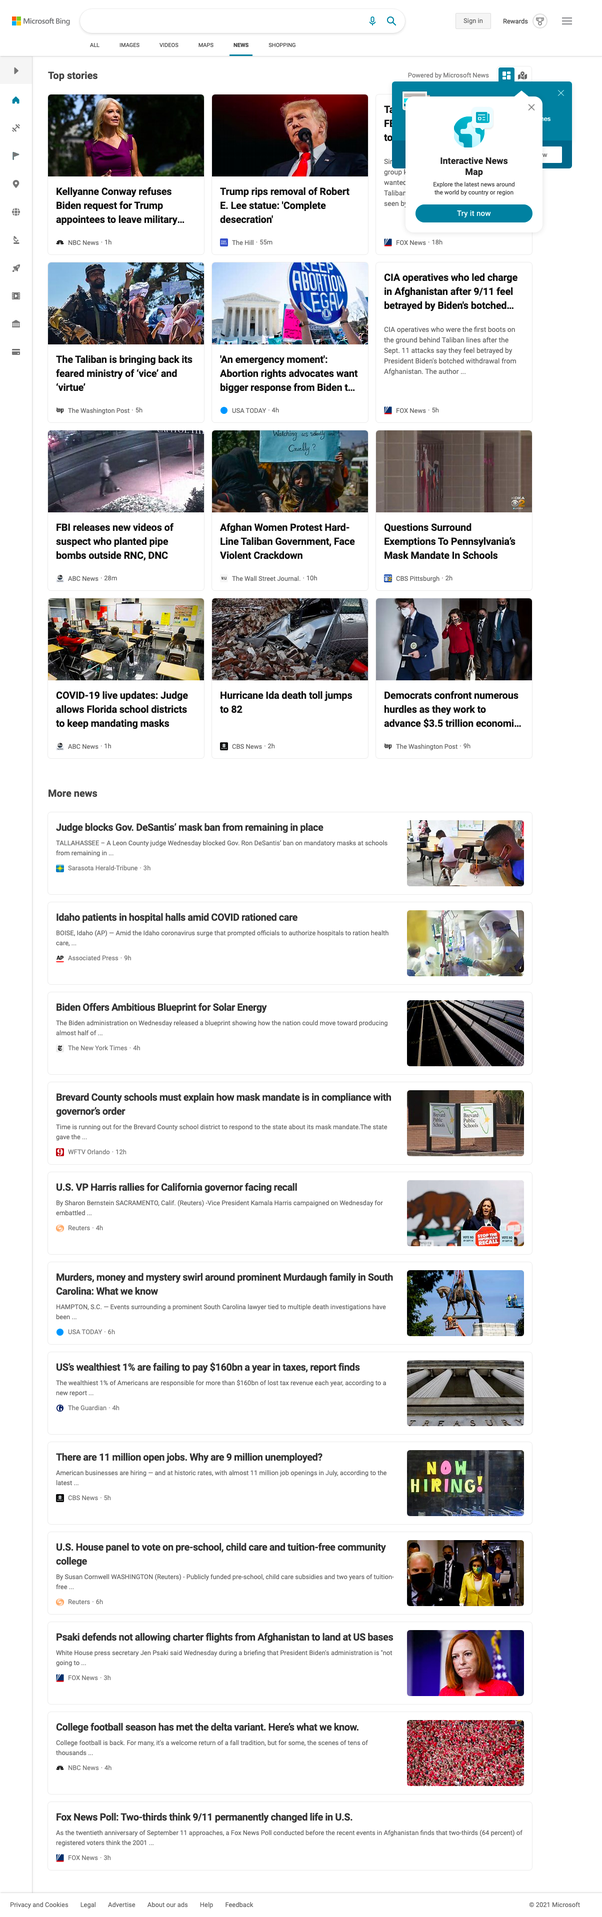 Microsoft Bing
Sign in
Rewards
ALL IMAGES VIDEOS MAPS NEWS SHOPPING
Top stories
Powered by Microsoft News
Interactive News
Map
Explore the latest news around
the world by country or region
Try it now
Kellyanne Conway refuses
Biden request for Trump
appointees to leave military...
NBC News · 1h
Trump rips removal of Robert
E. Lee statue: 'Complete
desecration'
The Hill · 55m
FOX News · 18h
The Taliban is bringing back its
feared ministry of ‘vice’ and
‘virtue’
The Washington Post · 5h
KEEP
ABORTION
LEGAL
'An emergency moment':
Abortion rights advocates want
bigger response from Biden t...
USA TODAY · 4h
CIA operatives who led charge
in Afghanistan after 9/11 feel
betrayed by Biden's botched...
CIA operatives who were the first boots on
the ground behind Taliban lines after the
Sept. 11 attacks say they feel betrayed by
President Biden's botched withdrawal from
Afghanistan. The author ...
FOX News · 5h
FBI releases new videos of
suspect who planted pipe
bombs outside RNC, DNC
ABC News · 28m
Afghan Women Protest Hard-
Line Taliban Government, Face
Violent Crackdown
The Wall Street Journal. · 10h
Questions Surround
Exemptions To Pennsylvania's
Mask Mandate In Schools
CBS Pittsburgh · 2h
COVID-19 live updates: Judge
allows Florida school districts
to keep mandating masks
ABC News · 1h
Hurricane Ida death toll jumps
to 82
CBS News · 2h
Democrats confront numerous
hurdles as they work to
advance $3.5 trillion economi...
The Washington Post · 9h
More news
Judge blocks Gov. DeSantis’ mask ban from remaining in place
TALLAHASSEE – A Leon County judge Wednesday blocked Gov. Ron DeSantis’ ban on mandatory masks at schools
from remaining in ...
Sarasota Herald-Tribune · 3h
Idaho patients in hospital halls amid COVID rationed care
BOISE, Idaho (AP) — Amid the Idaho coronavirus surge that prompted officials to authorize hospitals to ration health
care, ...
AP Associated Press · 9h
Biden Offers Ambitious Blueprint for Solar Energy
The Biden administration on Wednesday released a blueprint showing how the nation could move toward producing
almost half of ...
The New York Times · 4h
Brevard County schools must explain how mask mandate is in compliance with
governor's order
Time is running out for the Brevard County school district to respond to the state about its mask mandate.The state
gave the ...
WFTV Orlando · 12h
Brevard
Public
Schools
U.S. VP Harris rallies for California governor facing recall
By Sharon Bernstein SACRAMENTO, Calif. (Reuters) -Vice President Kamala Harris campaigned on Wednesday for
embattled ...
Reuters · 4h
RECALL
Murders, money and mystery swirl around prominent Murdaugh family in South
Carolina: What we know
HAMPTON, S.C. — Events surrounding a prominent South Carolina lawyer tied to multiple death investigations have
been ...
USA TODAY · 6h
US's wealthiest 1% are failing to pay $160bn a year in taxes, report finds
The wealthiest 1% of Americans are responsible for more than $160bn of lost tax revenue each year, according to a
new report ...
The Guardian · 4h
TREASURY
There are 11 million open jobs. Why are 9 million unemployed?
American businesses are hiring — and at historic rates, with almost 11 million job openings in July, according to the
latest ...
CBS News · 5h
NOW
HIRING!
U.S. House panel to vote on pre-school, child care and tuition-free community
college
By Susan Cornwell WASHINGTON (Reuters) - Publicly funded pre-school, child care subsidies and two years of tuition-
free ...
Reuters · 6h
Psaki defends not allowing charter flights from Afghanistan to land at US bases
White House press secretary Jen Psaki said Wednesday during a briefing that President Biden's administration is "not
going to ...
FOX News · 3h
College football season has met the delta variant. Here's what we know.
College football is back. For many, it's a welcome return of a fall tradition, but for some, the scenes of tens of
thousands ...
NBC News · 4h
Fox News Poll: Two-thirds think 9/11 permanently changed life in U.S.
As the twentieth anniversary of September 11 approaches, a Fox News Poll conducted before the recent events in Afghanistan finds that two-thirds (64 percent) of
registered voters think the 2001 ...
FOX News · 3h
Privacy and Cookies Legal Advertise About our ads Help Feedback
© 2021 Microsoft